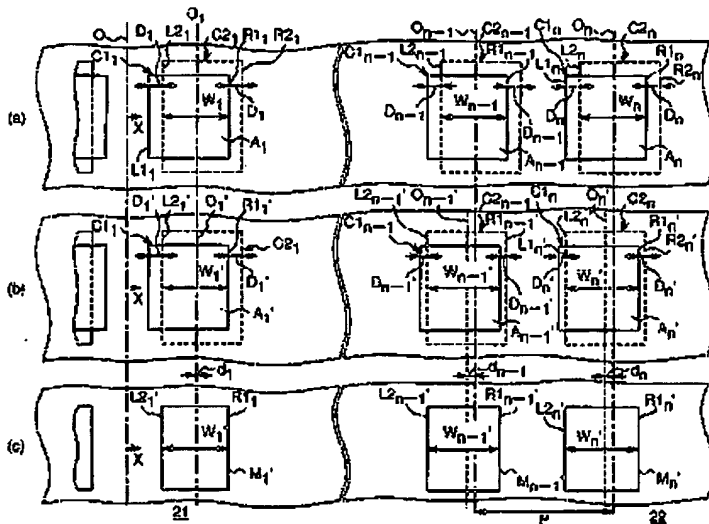 O D₁ L2₁ O₁ C2₁ R1₁ R2₁ L2ₙ₋₁ Oₙ₋₁ C2ₙ₋₁ R1ₙ₋₁ C1ₙ L2ₙ Oₙ C2ₙ
C1₁ C1ₙ₋₁ L1ₙ R1ₙ R2ₙ
(a) X W₁ D₁ A₁ Dₙ₋₁ Wₙ₋₁ Dₙ₋₁ Aₙ₋₁ Dₙ Wₙ Dₙ Aₙ
L1₁
D₁' L2₁' O₁' R1₁' L2ₙ₋₁' Oₙ₋₁' C2ₙ₋₁ C1ₙ L2ₙ' Oₙ' C2ₙ
C1₁ C2₁ C1ₙ₋₁ R1ₙ₋₁' L1ₙ' R1ₙ' R2ₙ'
(b) X W₁' D₁' A₁' Dₙ₋₁' Wₙ₋₁' Dₙ₋₁' Aₙ₋₁' Dₙ' Wₙ' Dₙ' Aₙ'
d₁ dₙ₋₁ dₙ
L2₁' R1₁' L2ₙ₋₁' R1ₙ₋₁' L2ₙ' R1ₙ'
(c) X W₁' M₁' Wₙ₋₁' Mₙ₋₁' Wₙ' Mₙ'
21 P